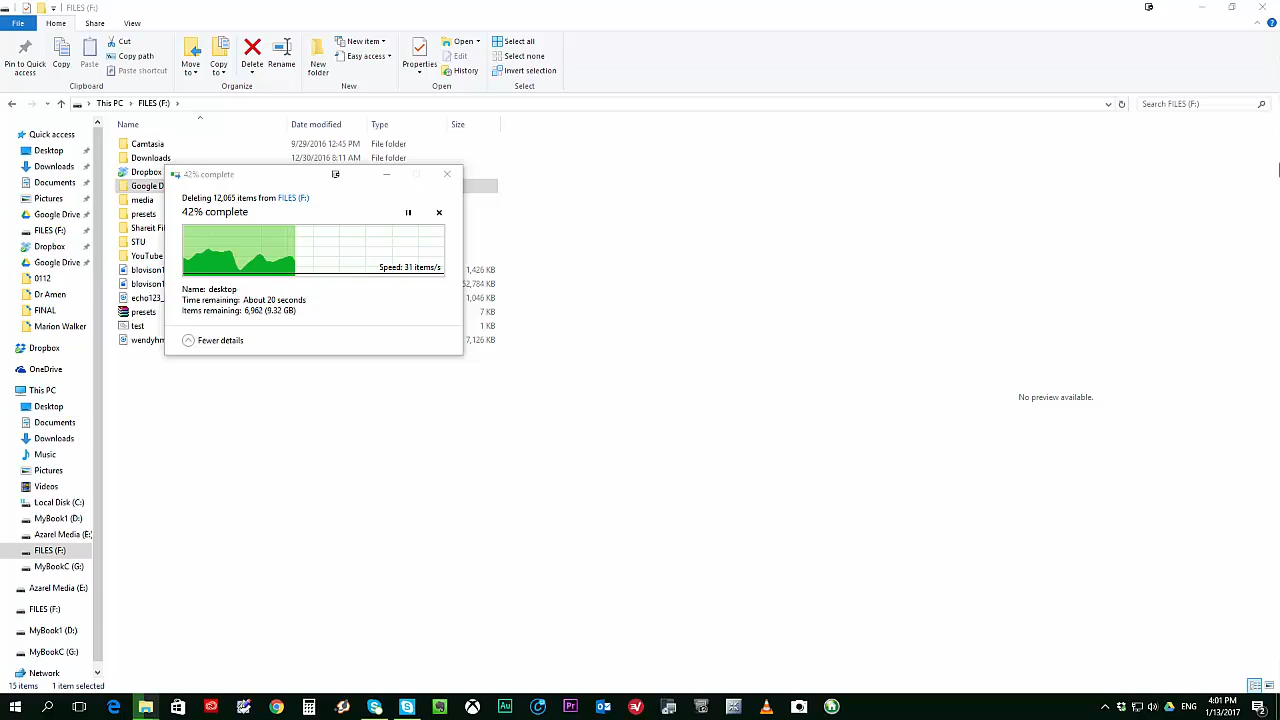 FILES (F:)
File Home Share View
Pin to Quick access
Copy
Paste
Cut
Copy path
Paste shortcut
Clipboard
Move to
Copy to
Delete
Rename
Organize
New folder
New item
Easy access
New
Properties
Open
Edit
History
Open
Select all
Select none
Invert selection
Select
This PC FILES (F:)
Search FILES (F:)
Name Date modified Type Size
Quick access
Desktop
Downloads
Documents
Pictures
Google Drive
FILES (F:)
Dropbox
Google Drive
0112
Dr Amen
FINAL
Marion Walker
Dropbox
OneDrive
This PC
Desktop
Documents
Downloads
Music
Pictures
Videos
Local Disk (C:)
MyBook1 (D:)
Azarel Media (E:)
FILES (F:)
MyBookC (G:)
Azarel Media (E:)
FILES (F:)
MyBook1 (D:)
MyBookC (G:)
Network
Camtasia 9/29/2016 12:45 PM File folder
Downloads 12/30/2016 8:11 AM File folder
Dropbox
Google D
media
presets
Shareit Fi
STU
YouTube
blovison1 1,426 KB
blovison1 52,784 KB
echo123_ 1,046 KB
presets 7 KB
test 1 KB
wendyhm 7,126 KB
42% complete
Deleting 12,065 items from FILES (F:)
42% complete
Speed: 31 items/s
Name: desktop
Time remaining: About 20 seconds
Items remaining: 6,962 (9.32 GB)
Fewer details
No preview available.
15 items 1 item selected
ENG
4:01 PM
1/13/2017